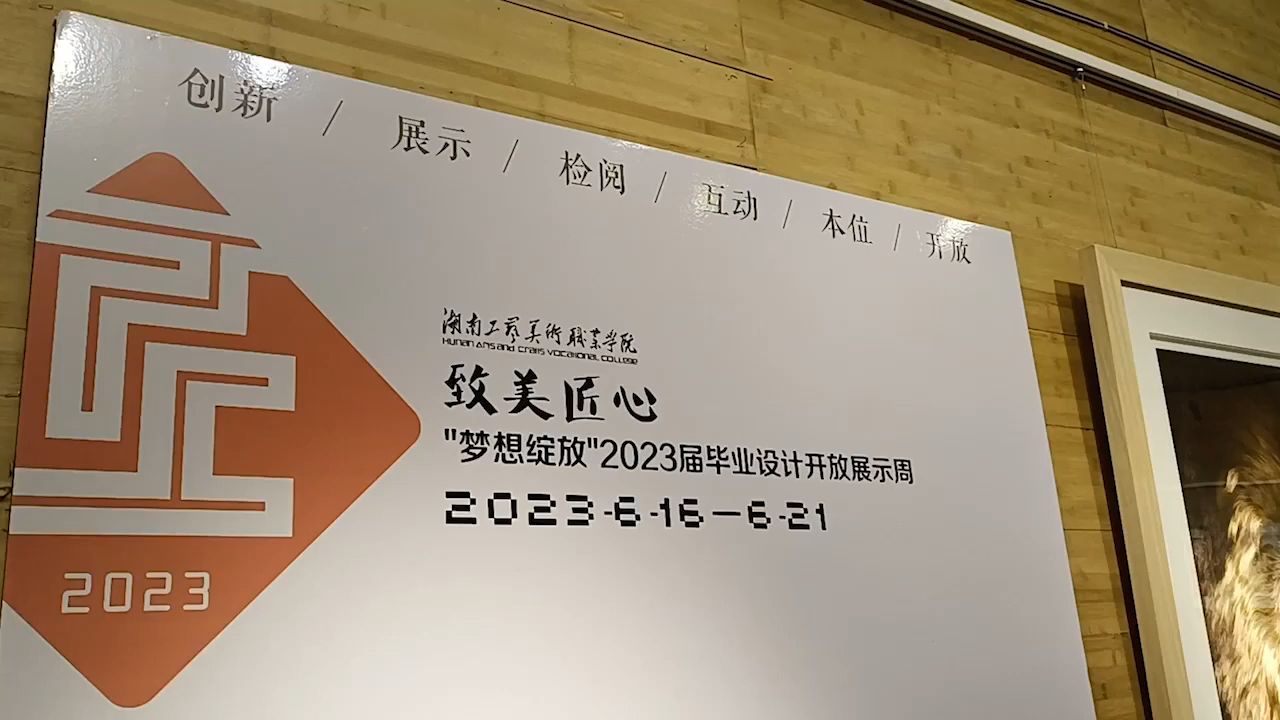 创新 / 展示 / 检阅 / 互动 / 本位 / 开放
湖南工艺美术职业学院
HUNAN ARTS AND CRAFTS VOCATIONAL COLLEGE
致美匠心
"梦想绽放"2023届毕业设计开放展示周
2023-6-16—6-21
2023